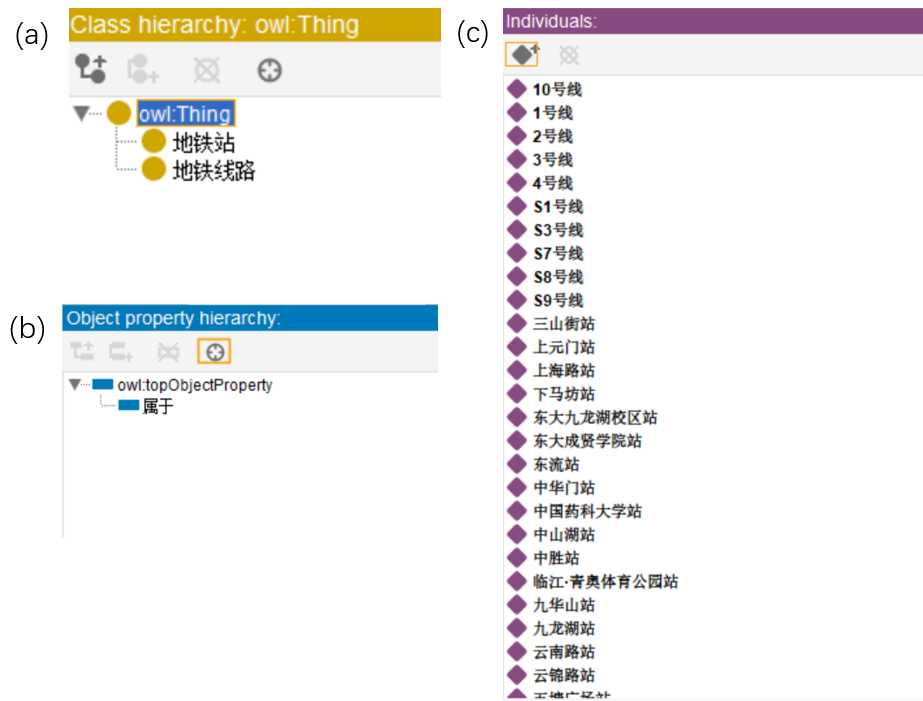 (a)
Class hierarchy: owl:Thing
owl:Thing
地铁站
地铁线路
(b)
Object property hierarchy:
owl:topObjectProperty
属于
(c)
Individuals:
10号线
1号线
2号线
3号线
4号线
S1号线
S3号线
S7号线
S8号线
S9号线
三山街站
上元门站
上海路站
下马坊站
东大九龙湖校区站
东大成贤学院站
东流站
中华门站
中国药科大学站
中山湖站
中胜站
临江·青奥体育公园站
九华山站
九龙湖站
云南路站
云锦路站